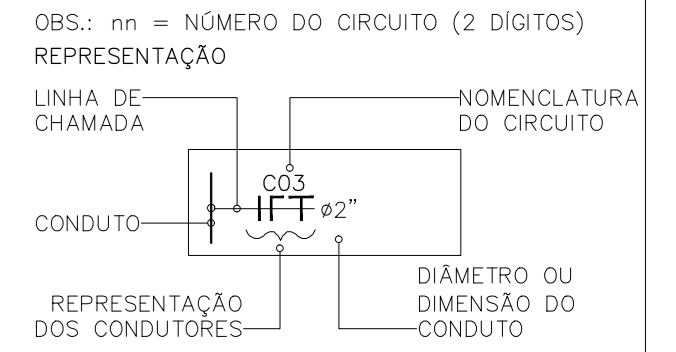 OBS.: nn = NÚMERO DO CIRCUITO (2 DÍGITOS)
REPRESENTAÇÃO
LINHA DE
CHAMADA
NOMENCLATURA
DO CIRCUITO
C03
ø2"
CONDUTO
REPRESENTAÇÃO
DOS CONDUTORES
DIÂMETRO OU
DIMENSÃO DO
CONDUTO